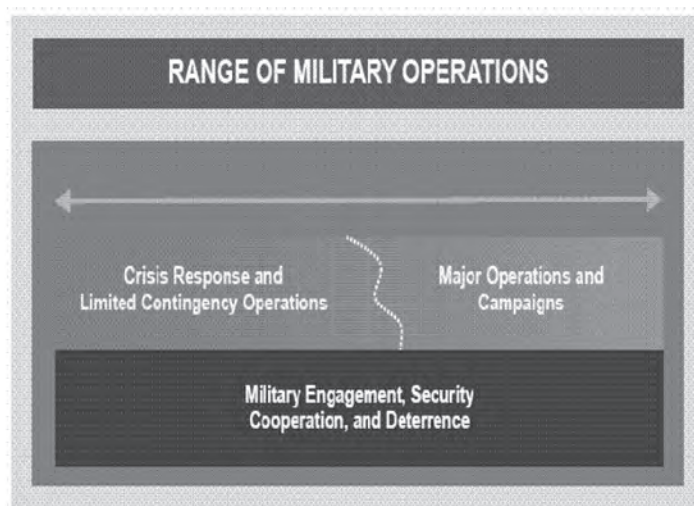 RANGE OF MILITARY OPERATIONS
Crisis Response and
Limited Contingency Operations
Major Operations and
Campaigns
Military Engagement, Security
Cooperation, and Deterrence